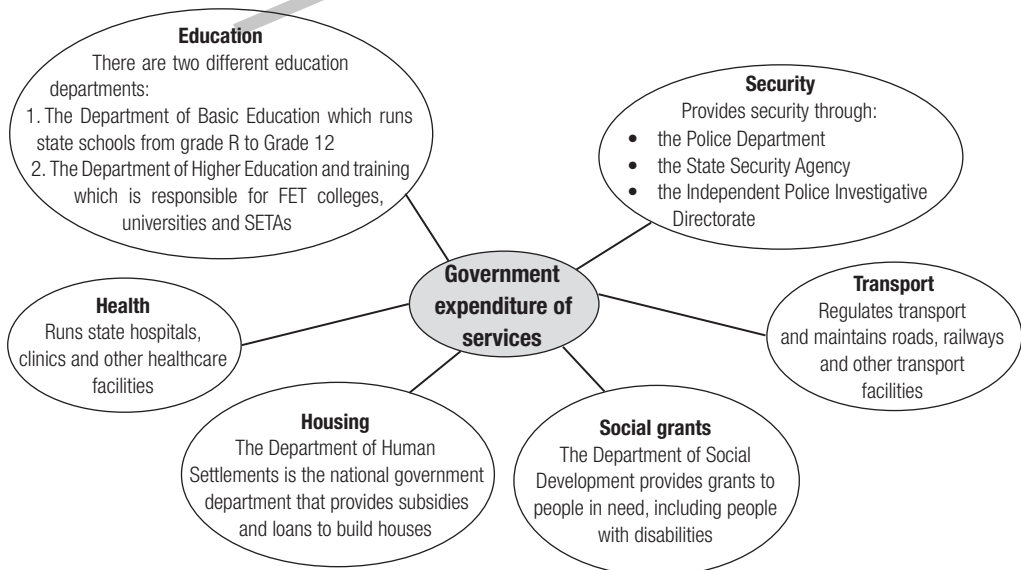 Education
There are two different education
departments:
1. The Department of Basic Education which runs
state schools from grade R to Grade 12
2. The Department of Higher Education and training
which is responsible for FET colleges,
universities and SETAs
Security
Provides security through:
• the Police Department
• the State Security Agency
• the Independent Police Investigative
Directorate
Government
expenditure of
services
Health
Runs state hospitals,
clinics and other healthcare
facilities
Transport
Regulates transport
and maintains roads, railways
and other transport
facilities
Housing
The Department of Human
Settlements is the national government
department that provides subsidies
and loans to build houses
Social grants
The Department of Social
Development provides grants to
people in need, including people
with disabilities